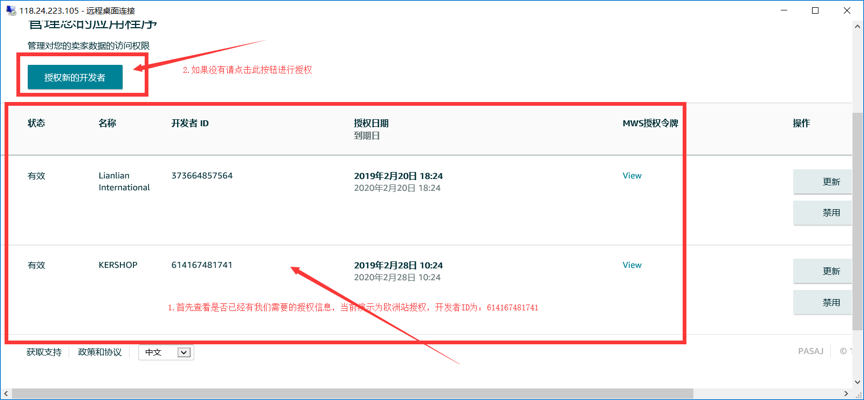 118.24.223.105 - 远程桌面连接
管理您的应用程序
管理对您的卖家数据的访问权限
授权新的开发者
2.如果没有请点击此按钮进行授权
状态 名称 开发者 ID 授权日期 MWS授权令牌 操作
到期日
有效 Lianlian 373664857564 2019年2月20日 18:24 View 更新
International 2020年2月20日 18:24
禁用
有效 KERSHOP 614167481741 2019年2月28日 10:24 View 更新
2020年2月28日 10:24
禁用
1.首先查看是否已经有我们需要的授权信息，当前演示为欧洲站授权，开发者ID为：614167481741
获取支持 政策和协议 中文 PASAJ ©